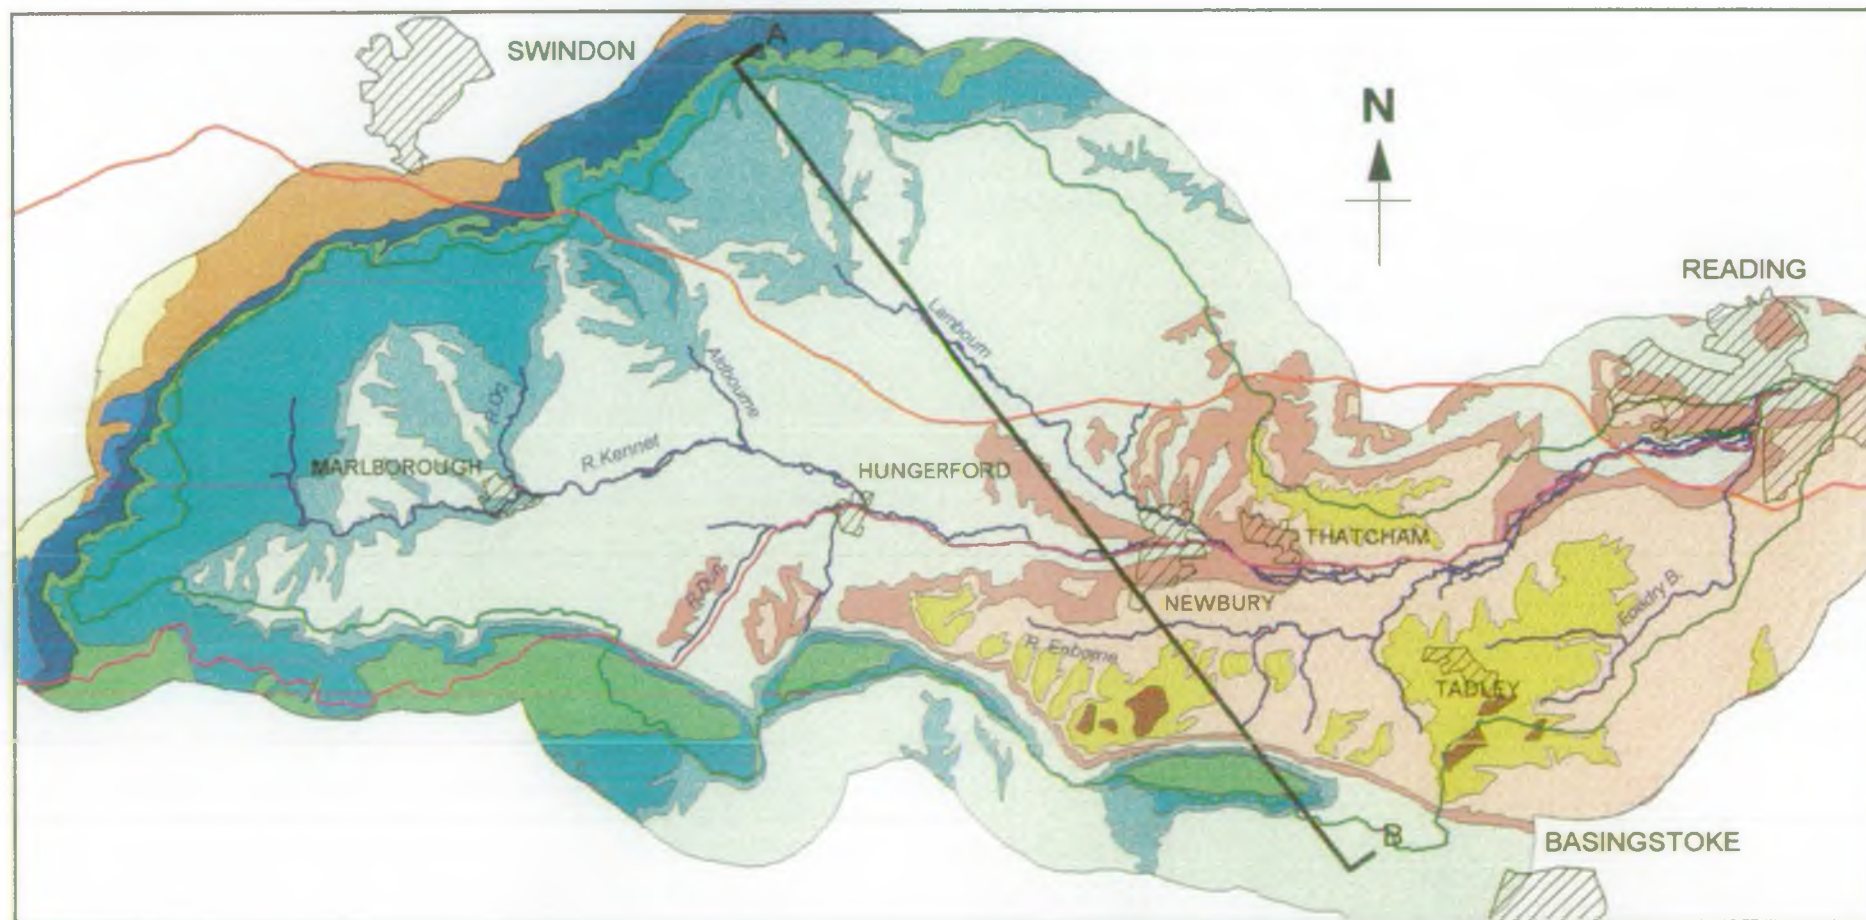 A
SWINDON
N
READING
Lambourn
Aldbourne
R.Og
R.Kennet
MARLBOROUGH
HUNGERFORD
THATCHAM
R.Dun
NEWBURY
Foudry B.
R. Enborne
TADLEY
B
BASINGSTOKE